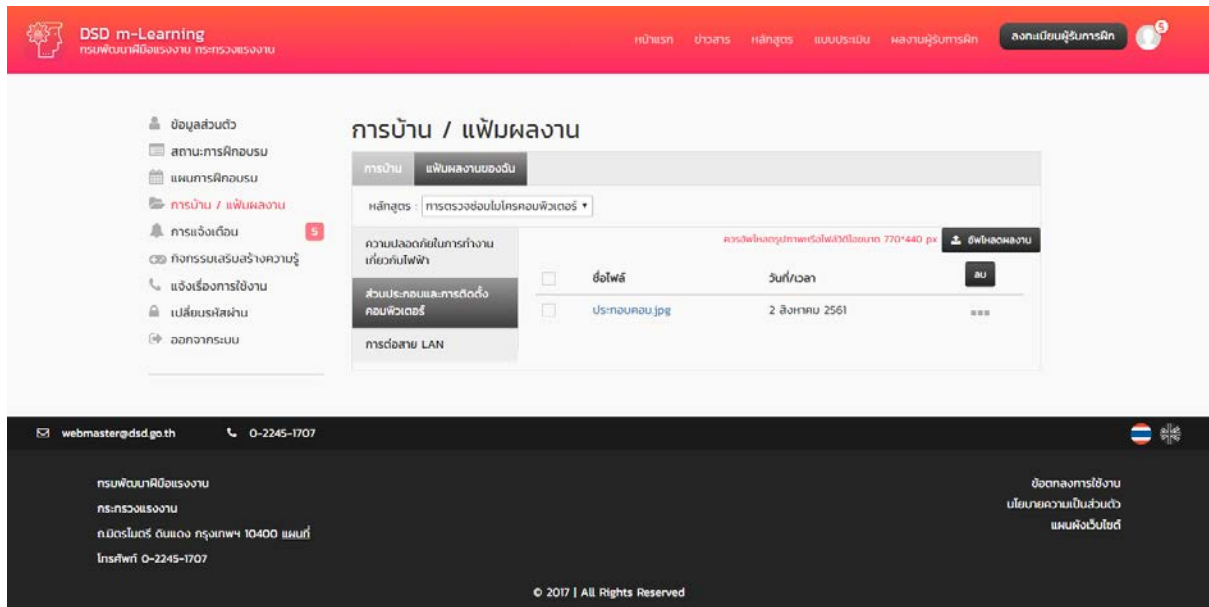 DSD m-Learning
กรมพัฒนาฝีมือแรงงาน กระทรวงแรงงาน
หน้าแรก ข่าวสาร หลักสูตร แบบประเมิน ผลงานผู้รับการฝึก ลงทะเบียนผู้รับการฝึก 5
ข้อมูลส่วนตัว
สถานะการฝึกอบรม
แผนการฝึกอบรม
การบ้าน / แฟ้มผลงาน
การแจ้งเตือน 5
กิจกรรมเสริมสร้างความรู้
แจ้งเรื่องการใช้งาน
เปลี่ยนรหัสผ่าน
ออกจากระบบ
การบ้าน / แฟ้มผลงาน
การบ้าน แฟ้มผลงานของฉัน
หลักสูตร : การตรวจซ่อมไมโครคอมพิวเตอร์
ความปลอดภัยในการทำงาน
เกี่ยวกับไฟฟ้า
ส่วนประกอบและการติดตั้ง
คอมพิวเตอร์
การต่อสาย LAN
ควรอัพโหลดรูปภาพหรือไฟล์วิดีโอขนาด 770*440 px อัพโหลดผลงาน
ชื่อไฟล์ วันที่/เวลา ลบ
ประกอบคอม.jpg 2 สิงหาคม 2561
webmaster@dsd.go.th 0-2245-1707
กรมพัฒนาฝีมือแรงงาน
กระทรวงแรงงาน
ถ.มิตรไมตรี ดินแดง กรุงเทพฯ 10400 แผนที่
โทรศัพท์ 0-2245-1707
ข้อตกลงการใช้งาน
นโยบายความเป็นส่วนตัว
แผนผังเว็บไซต์
© 2017 | All Rights Reserved